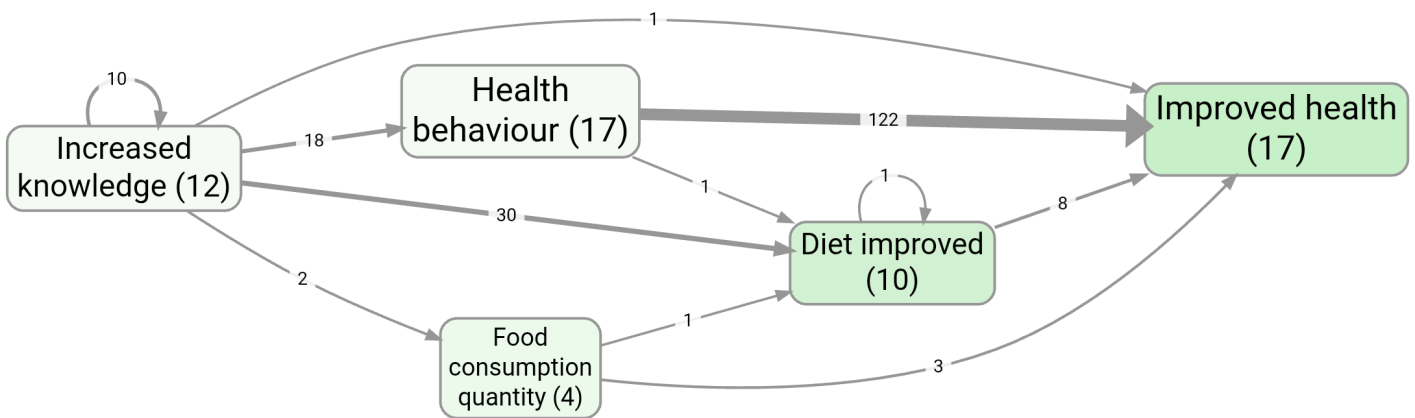 1
10
Health
behaviour (17)
Improved health
(17)
122
18
Increased
knowledge (12)
1
1
8
30
Diet improved
(10)
2
1
Food
consumption
quantity (4)
3